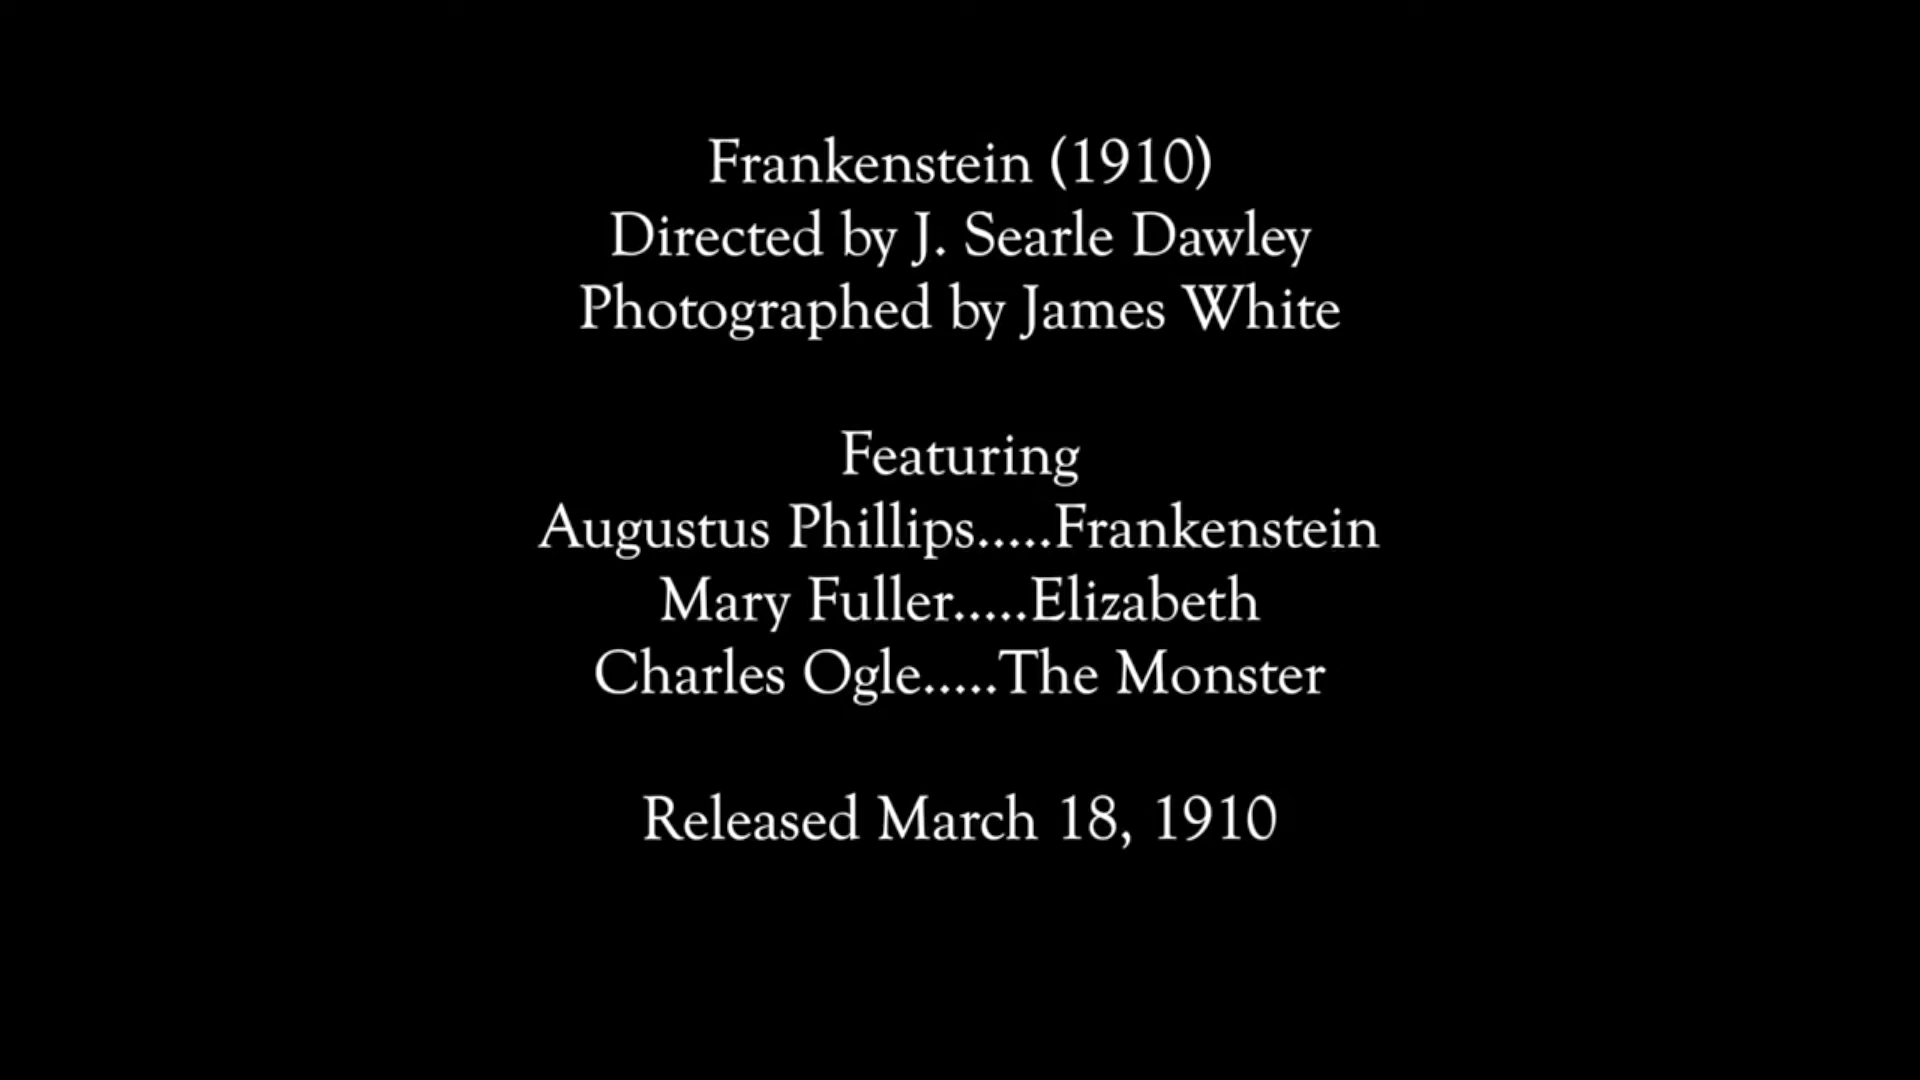 Frankenstein (1910)
Directed by J. Searle Dawley
Photographed by James White
Featuring
Augustus Phillips.....Frankenstein
Mary Fuller.....Elizabeth
Charles Ogle.....The Monster
Released March 18, 1910